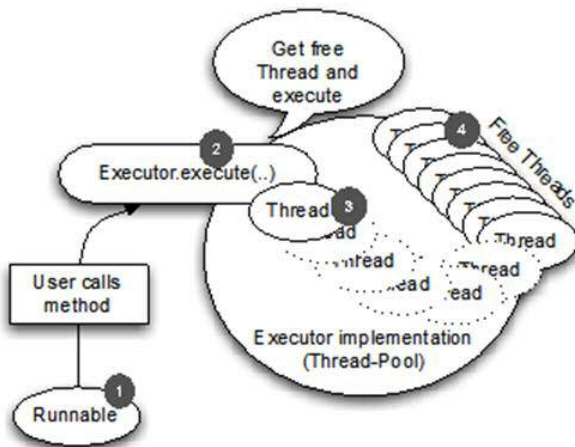 Get free
Thread and
execute
2
Executor.execute(..)
4
Free Threads
Thread
3
Thread
Thread
Thread
Executor implementation
(Thread-Pool)
User calls
method
1
Runnable